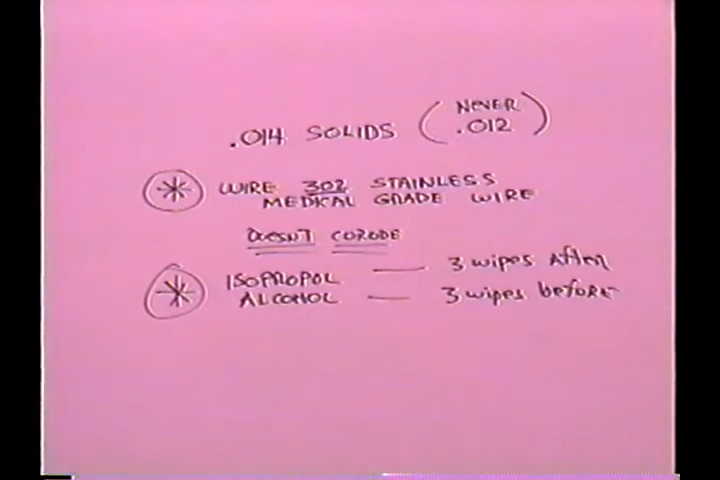 .014 SOLIDS ( NEVER .012 )
WIRE 302 STAINLESS
MEDICAL GRADE WIRE
DOESNT CORODE
ISOPROPOL — 3 wipes After
ALCOHOL — 3 wipes before